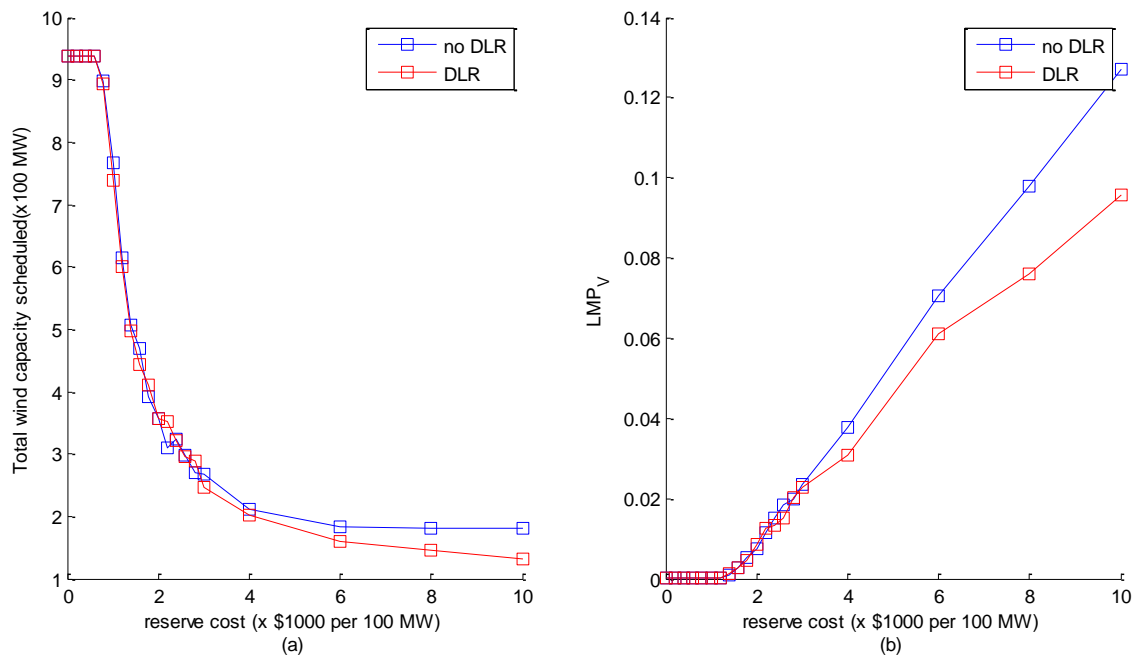 10
9
8
7
6
5
4
3
2
1
Total wind capacity scheduled(x100 MW)
no DLR
DLR
0 2 4 6 8 10
reserve cost (x $1000 per 100 MW)
(a)
0.14
0.12
0.1
0.08
0.06
0.04
0.02
0
LMPV
no DLR
DLR
0 2 4 6 8 10
reserve cost (x $1000 per 100 MW)
(b)